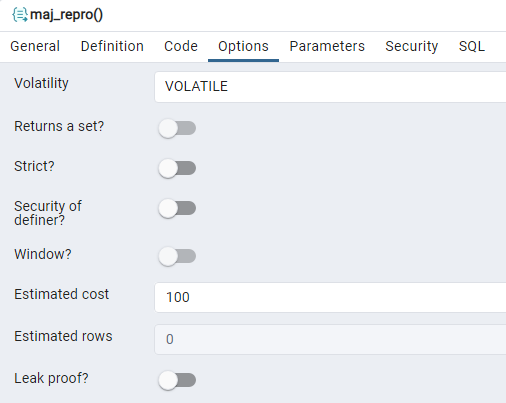 maj_repro()
General Definition Code Options Parameters Security SQL
Volatility VOLATILE
Returns a set?
Strict?
Security of
definer?
Window?
Estimated cost 100
Estimated rows 0
Leak proof?